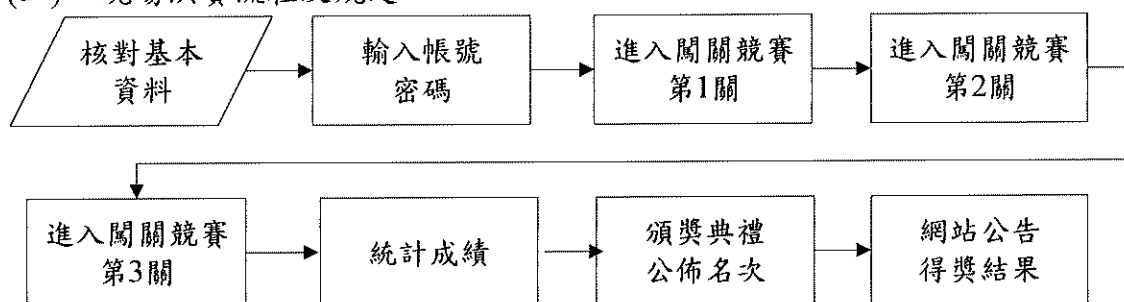 核對基本
資料
輸入帳號
密碼
進入闖關競賽
第1關
進入闖關競賽
第2關
進入闖關競賽
第3關
統計成績
頒獎典禮
公佈名次
網站公告
得獎結果